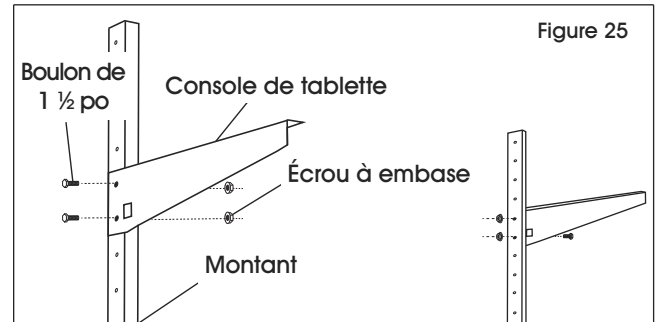 Figure 25
Boulon de
1 ½ po
Console de tablette
Écrou à embase
Montant